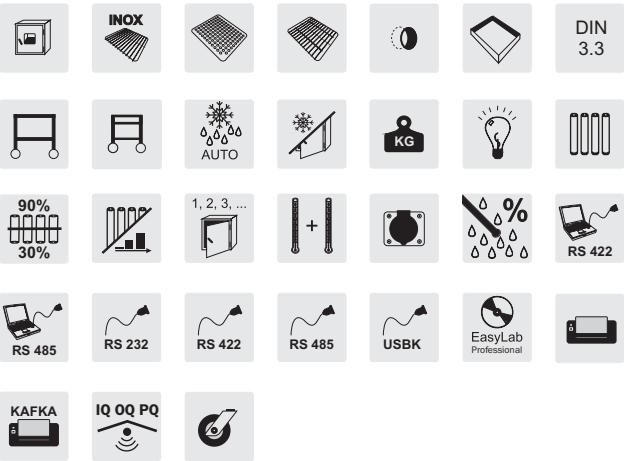 INOX
DIN
3.3
AUTO
KG
90%
30%
1, 2, 3, ...
+
%
RS 422
RS 485
RS 232
RS 422
RS 485
USBK
EasyLab
Professional
KAFKA
IQ OQ PQ